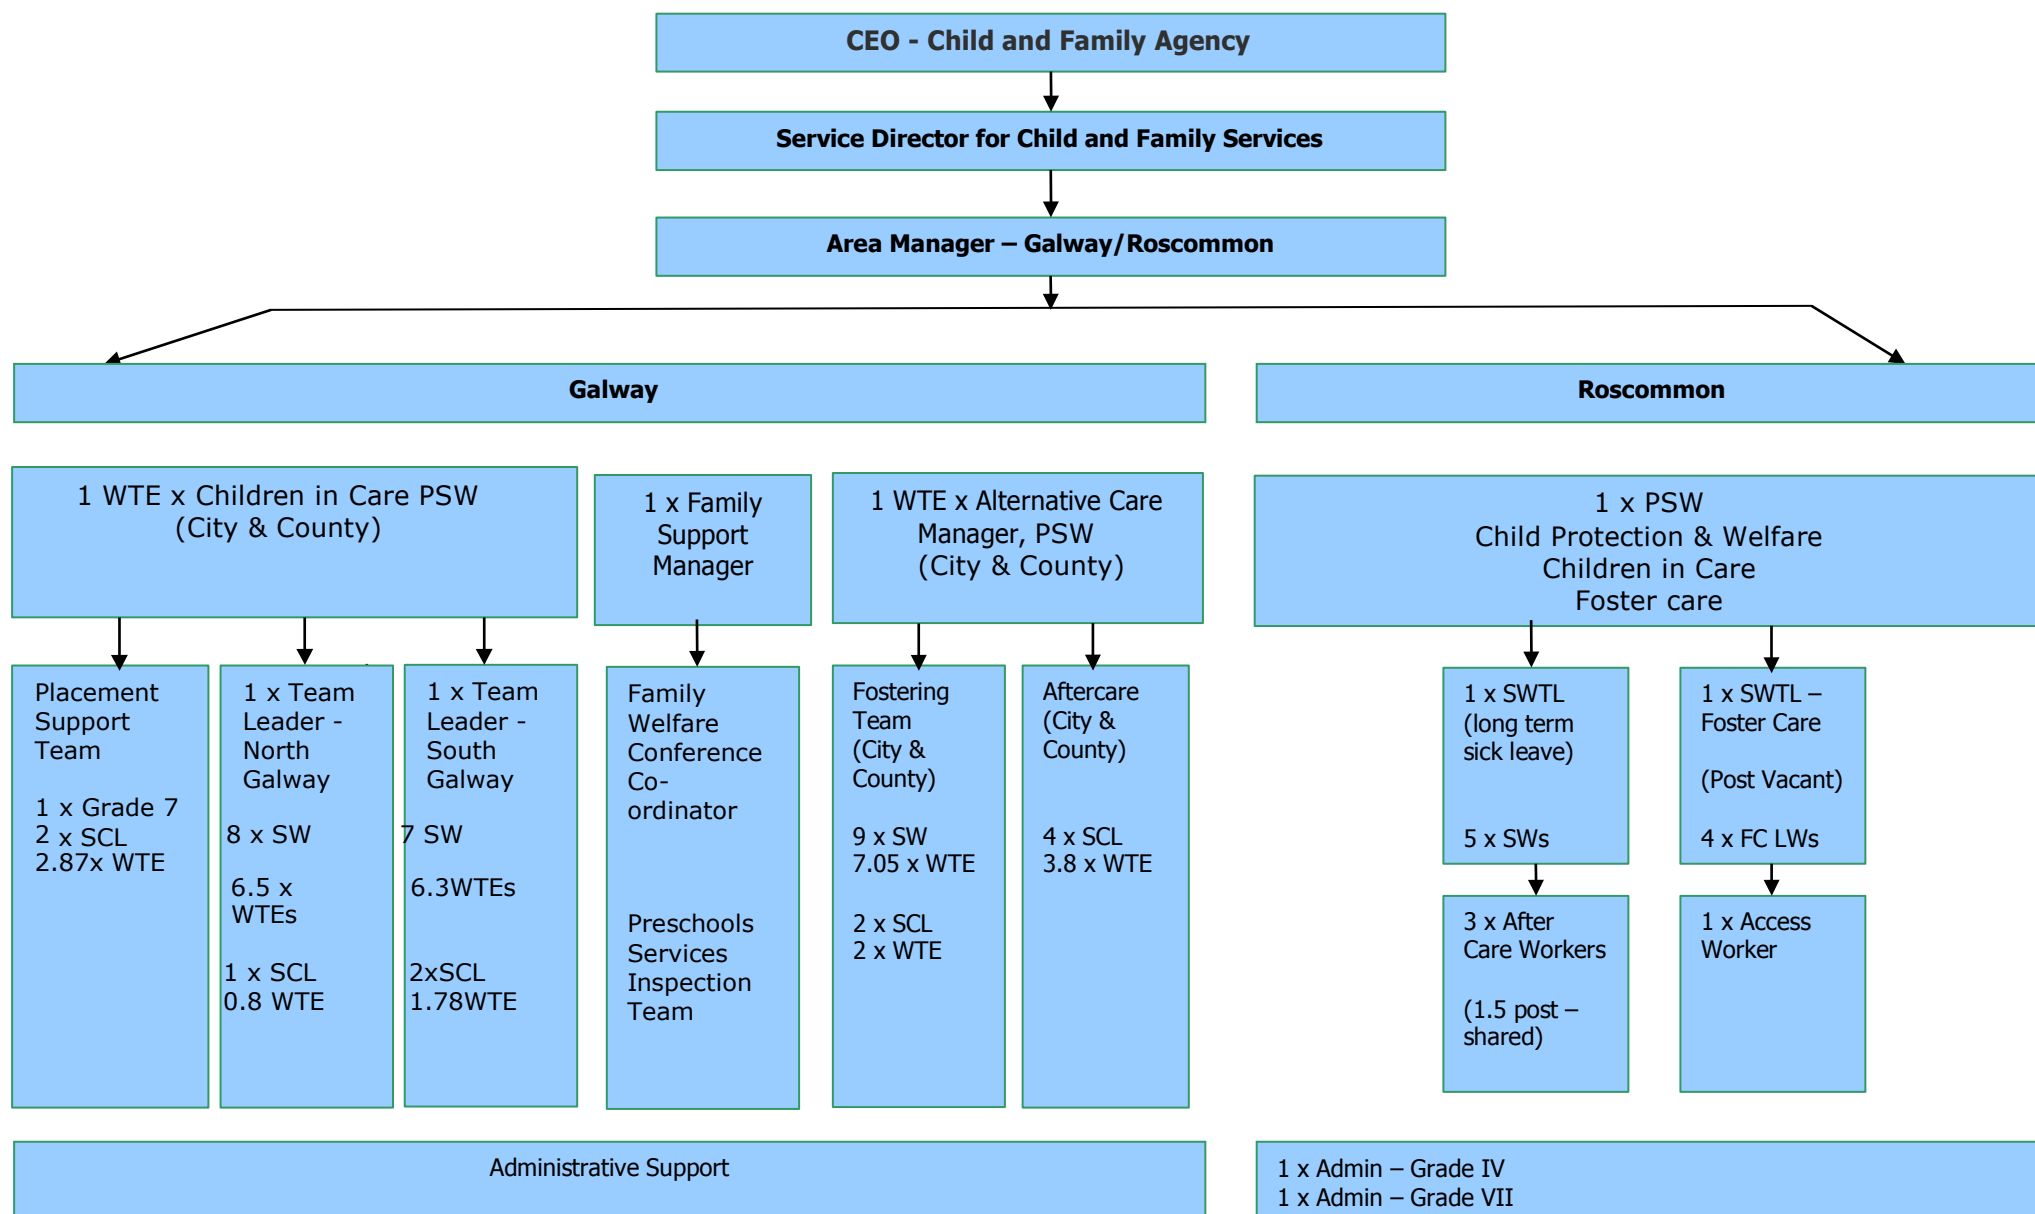 CEO - Child and Family Agency
Service Director for Child and Family Services
Area Manager – Galway/Roscommon
Galway
Roscommon
1 WTE x Children in Care PSW
(City & County)
1 x Family
Support
Manager
1 WTE x Alternative Care
Manager, PSW
(City & County)
1 x PSW
Child Protection & Welfare
Children in Care
Foster care
Placement
Support
Team
1 x Grade 7
2 x SCL
2.87x WTE
1 x Team
Leader -
North
Galway
8 x SW
6.5 x
WTEs
1 x SCL
0.8 WTE
1 x Team
Leader -
South
Galway
7 SW
6.3WTEs
2xSCL
1.78WTE
Family
Welfare
Conference
Co-
ordinator
Preschools
Services
Inspection
Team
Fostering
Team
(City &
County)
9 x SW
7.05 x WTE
2 x SCL
2 x WTE
Aftercare
(City &
County)
4 x SCL
3.8 x WTE
1 x SWTL
(long term
sick leave)
5 x SWs
1 x SWTL –
Foster Care
(Post Vacant)
4 x FC LWs
3 x After
Care Workers
(1.5 post –
shared)
1 x Access
Worker
Administrative Support
1 x Admin – Grade IV
1 x Admin – Grade VII